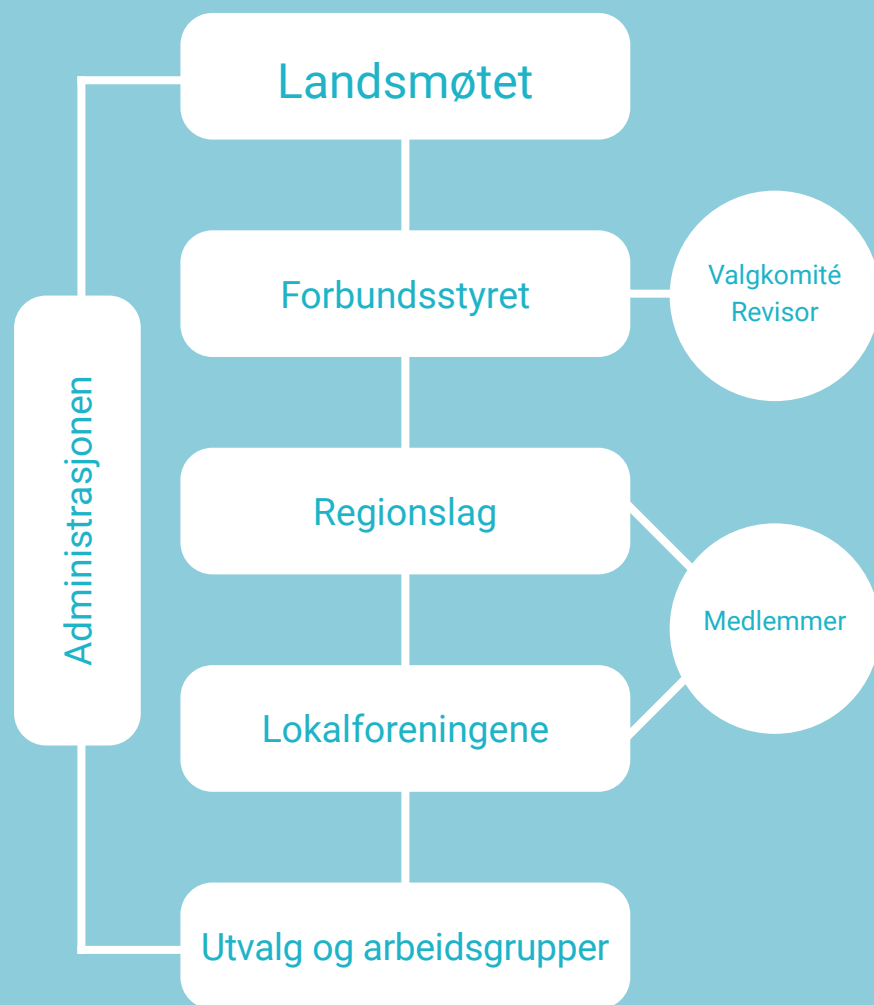 Landsmøtet
Forbundsstyret
Valgkomité
Revisor
Administrasjonen
Regionslag
Medlemmer
Lokalforeningene
Utvalg og arbeidsgrupper